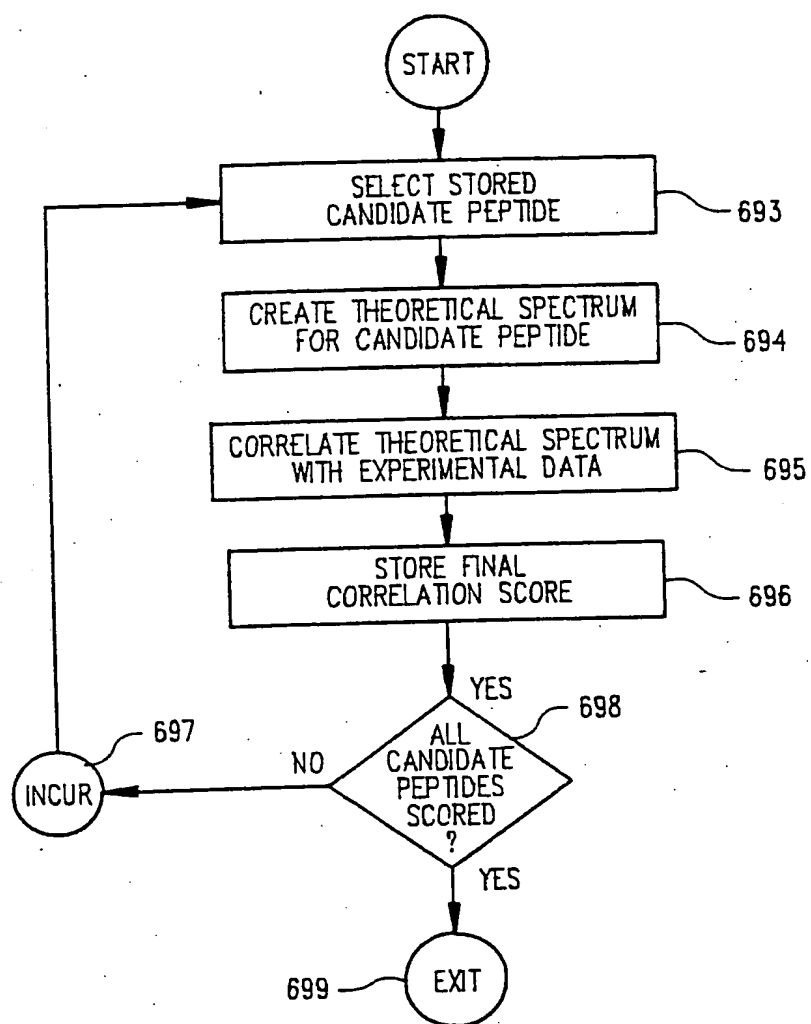 START
SELECT STORED
CANDIDATE PEPTIDE
693
CREATE THEORETICAL SPECTRUM
FOR CANDIDATE PEPTIDE
694
CORRELATE THEORETICAL SPECTRUM
WITH EXPERIMENTAL DATA
695
STORE FINAL
CORRELATION SCORE
696
YES
698
697
INCUR
NO
ALL
CANDIDATE
PEPTIDES
SCORED
?
YES
699
EXIT